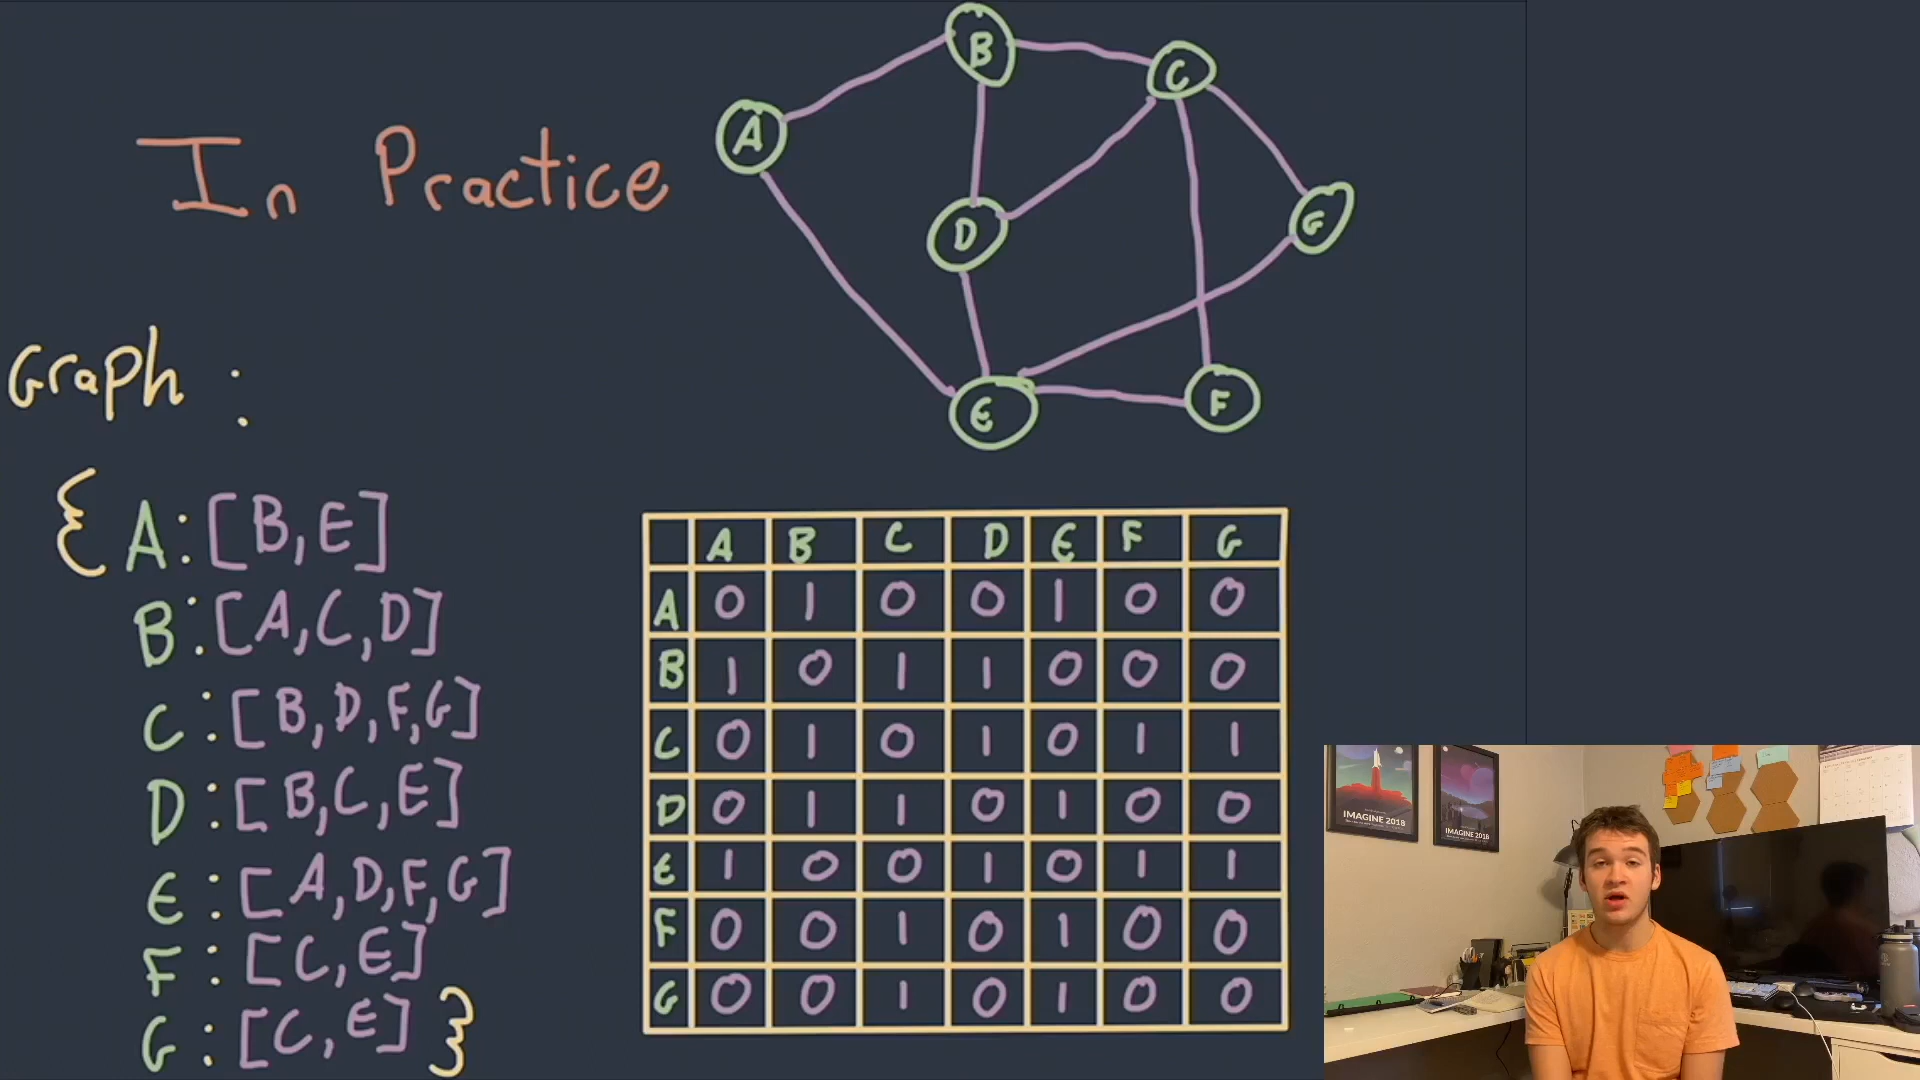 In Practice
B
C
A
D
G
E
F
Graph :
{ A: [B, E]
B: [A, C, D]
C: [B, D, F, G]
D: [B, C, E]
E: [A, D, F, G]
F: [C, E]
G: [C, E] }
A B C D E F G
A 0 1 0 0 1 0 0
B 1 0 1 1 0 0 0
C 0 1 0 1 0 1 1
D 0 1 1 0 1 0 0
E 1 0 0 1 0 1 1
F 0 0 1 0 1 0 0
G 0 0 1 0 1 0 0
IMAGINE 2018
IMAGINE 2018